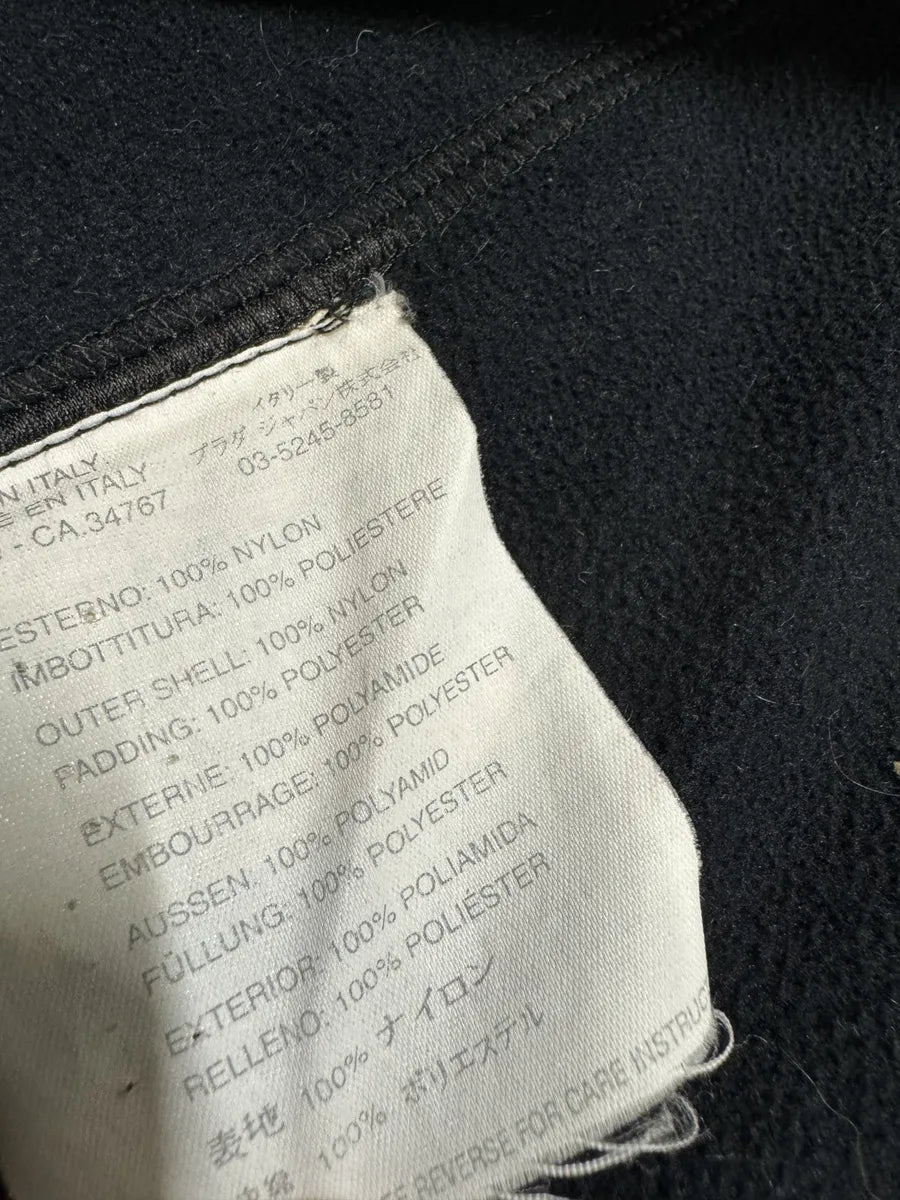 イタリー製
プラダ ジャパン株式会社
03-5245-8581
N ITALY
EN ITALY
- CA.34767
ESTERNO: 100% NYLON
IMBOTTITURA: 100% POLIESTERE
OUTER SHELL: 100% NYLON
PADDING: 100% POLYESTER
EXTERNE: 100% POLYAMIDE
EMBOURRAGE: 100% POLYESTER
AUSSEN: 100% POLYAMID
FÜLLUNG: 100% POLYESTER
EXTERIOR: 100% POLIAMIDA
RELLENO: 100% POLIÉSTER
表地 100% ナイロン
100% ポリエステル
REVERSE FOR CARE INSTRUC